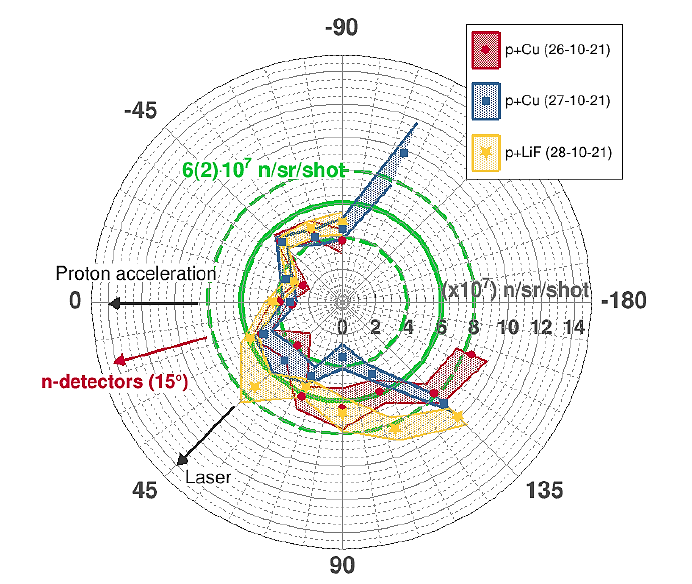 -90
p+Cu (26-10-21)
-45
p+Cu (27-10-21)
p+LiF (28-10-21)
6(2)·10⁷ n/sr/shot
Proton acceleration
(x10⁷) n/sr/shot
0
-180
0 2 4 6 8 10 12 14
n-detectors (15°)
Laser
45
135
90